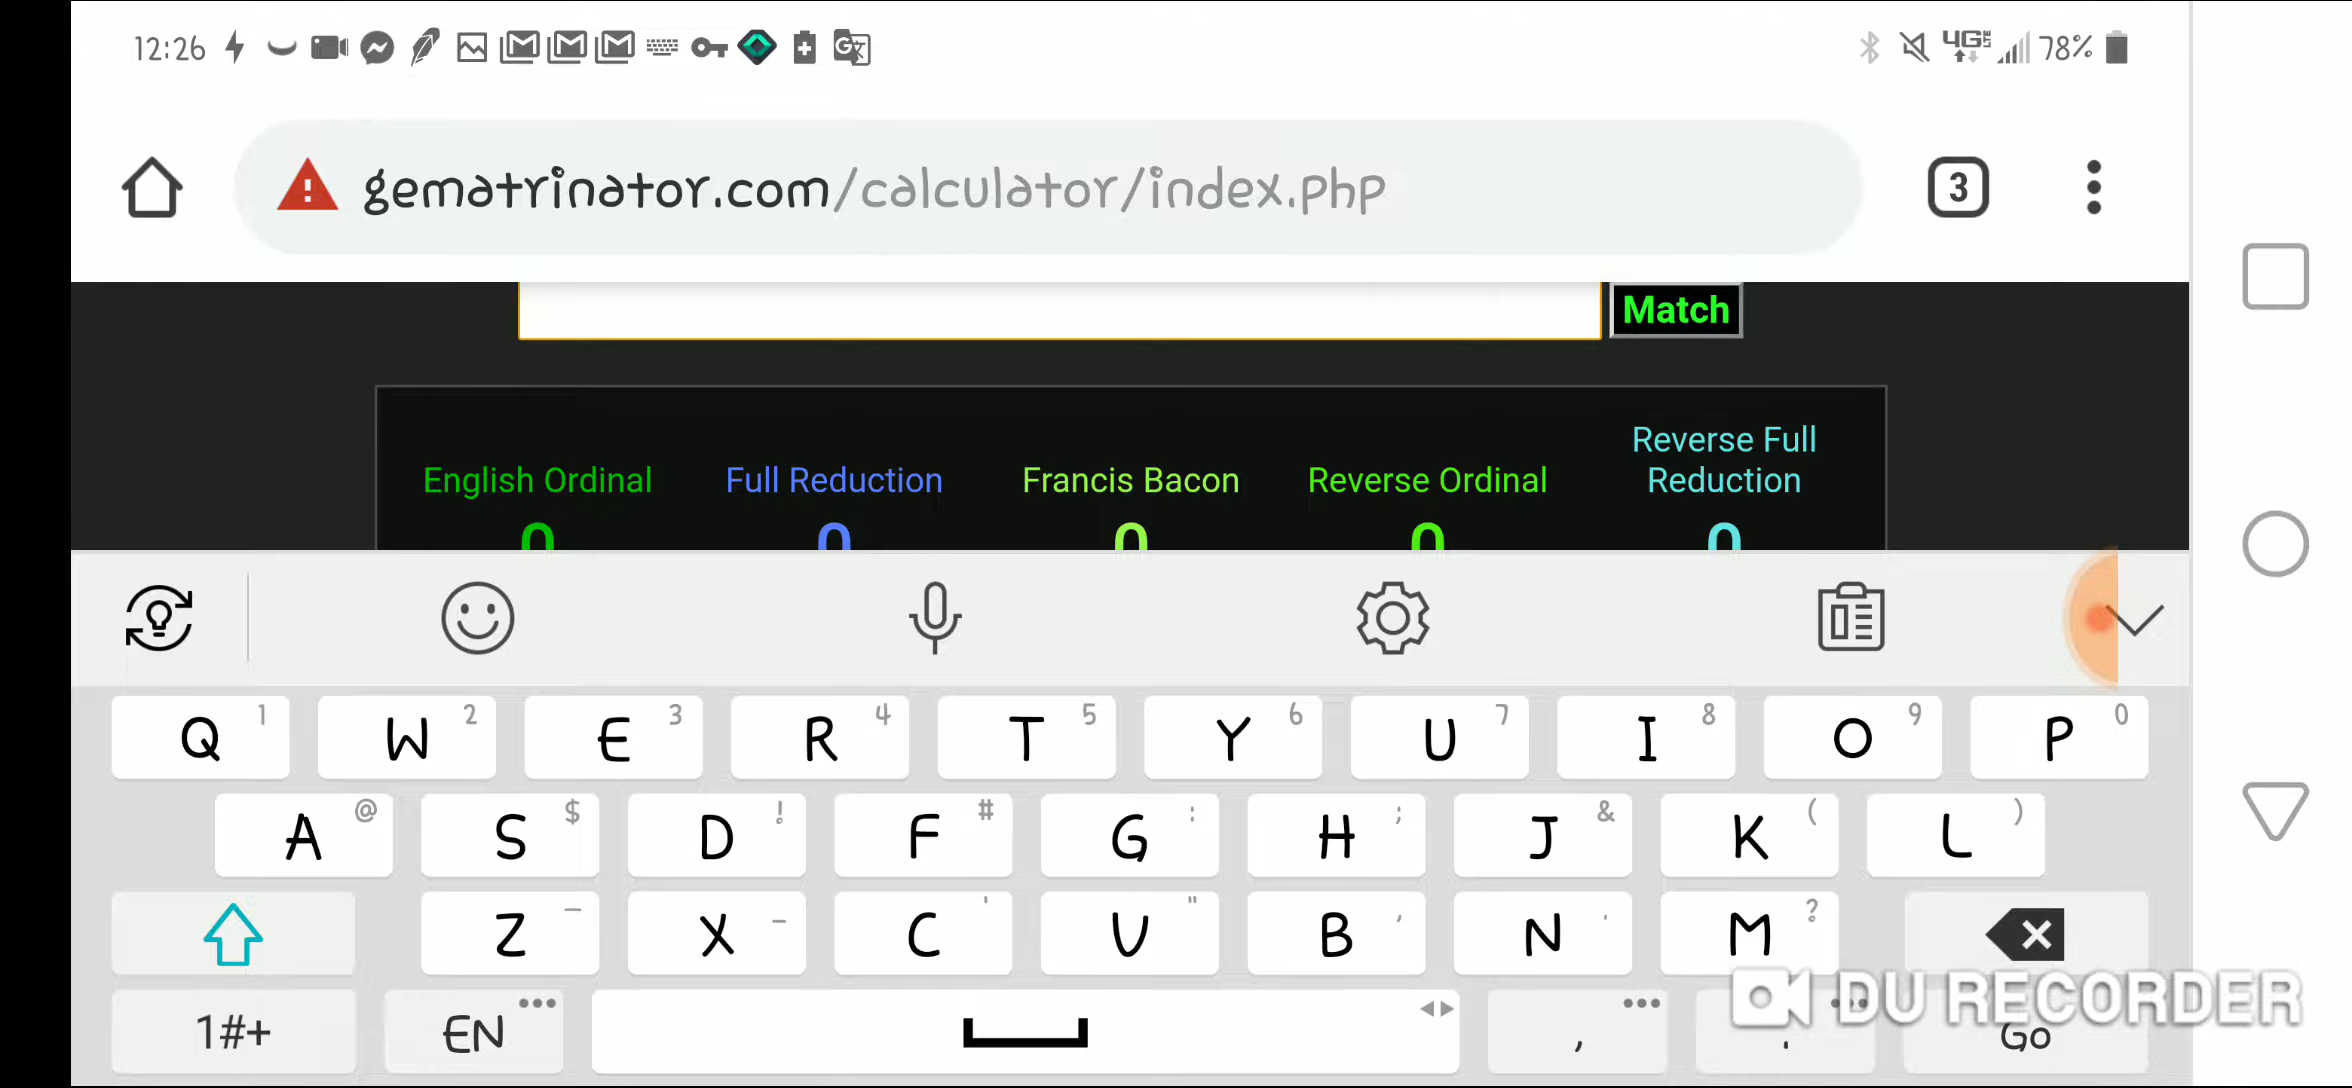 12:26 4G LTE 78%
gematrinator.com/calculator/index.php 3
Match
English Ordinal Full Reduction Francis Bacon Reverse Ordinal Reverse Full Reduction
0 0 0 0 0
Q 1 W 2 E 3 R 4 T 5 Y 6 U 7 I 8 O 9 P 0
A @ S $ D ! F # G : H ; J & K ( L )
Z _ X - C ' V " B , N . M ?
DU RECORDER
1#+ EN , . Go